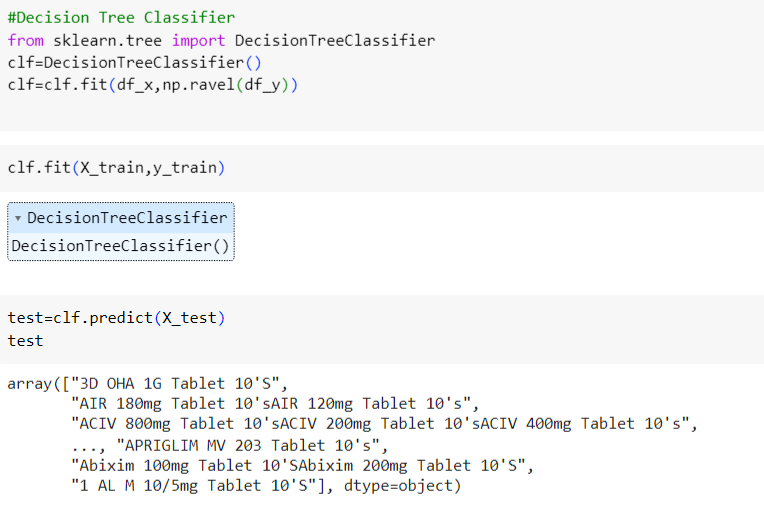 #Decision Tree Classifier
from sklearn.tree import DecisionTreeClassifier
clf=DecisionTreeClassifier()
clf=clf.fit(df_x,np.ravel(df_y))
clf.fit(X_train,y_train)
▾ DecisionTreeClassifier
DecisionTreeClassifier()
test=clf.predict(X_test)
test
array(["3D OHA 1G Tablet 10'S",
"AIR 180mg Tablet 10'sAIR 120mg Tablet 10's",
"ACIV 800mg Tablet 10'sACIV 200mg Tablet 10'sACIV 400mg Tablet 10's",
..., "APRIGLIM MV 203 Tablet 10's",
"Abixim 100mg Tablet 10'SAbixim 200mg Tablet 10'S",
"1 AL M 10/5mg Tablet 10'S"], dtype=object)